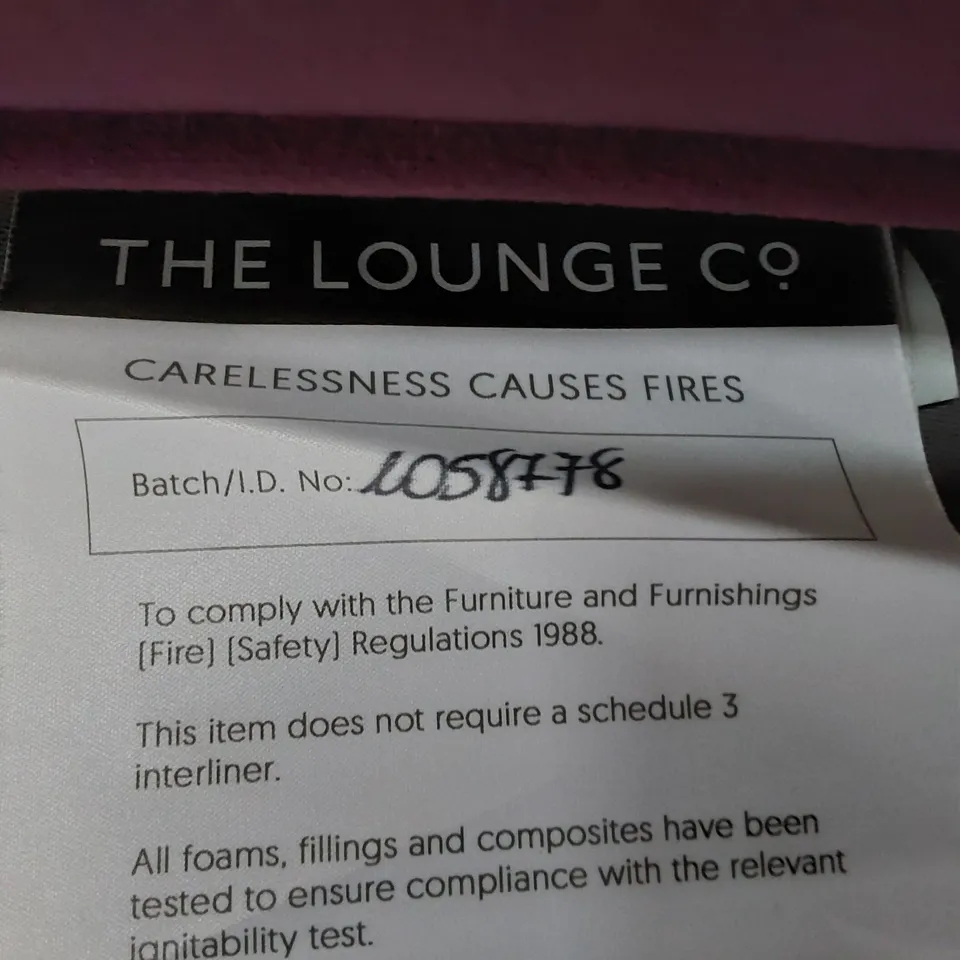 THE LOUNGE Cº
CARELESSNESS CAUSES FIRES
Batch/I.D. No: L058778
To comply with the Furniture and Furnishings
[Fire] [Safety] Regulations 1988.
This item does not require a schedule 3
interliner.
All foams, fillings and composites have been
tested to ensure compliance with the relevant
ignitability test.